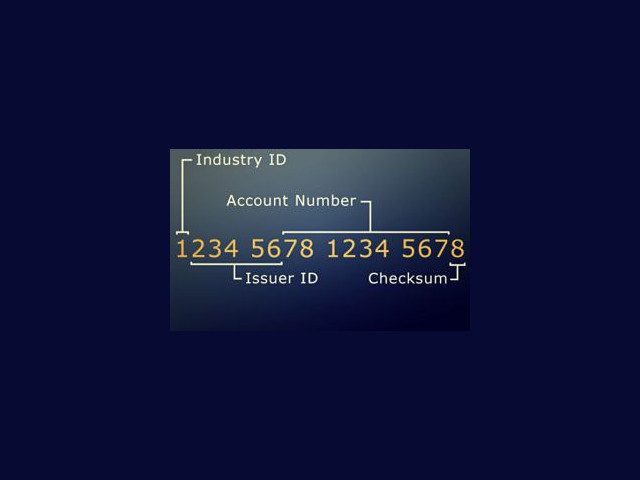 Industry ID
Account Number
1234 5678 1234 5678
Issuer ID
Checksum